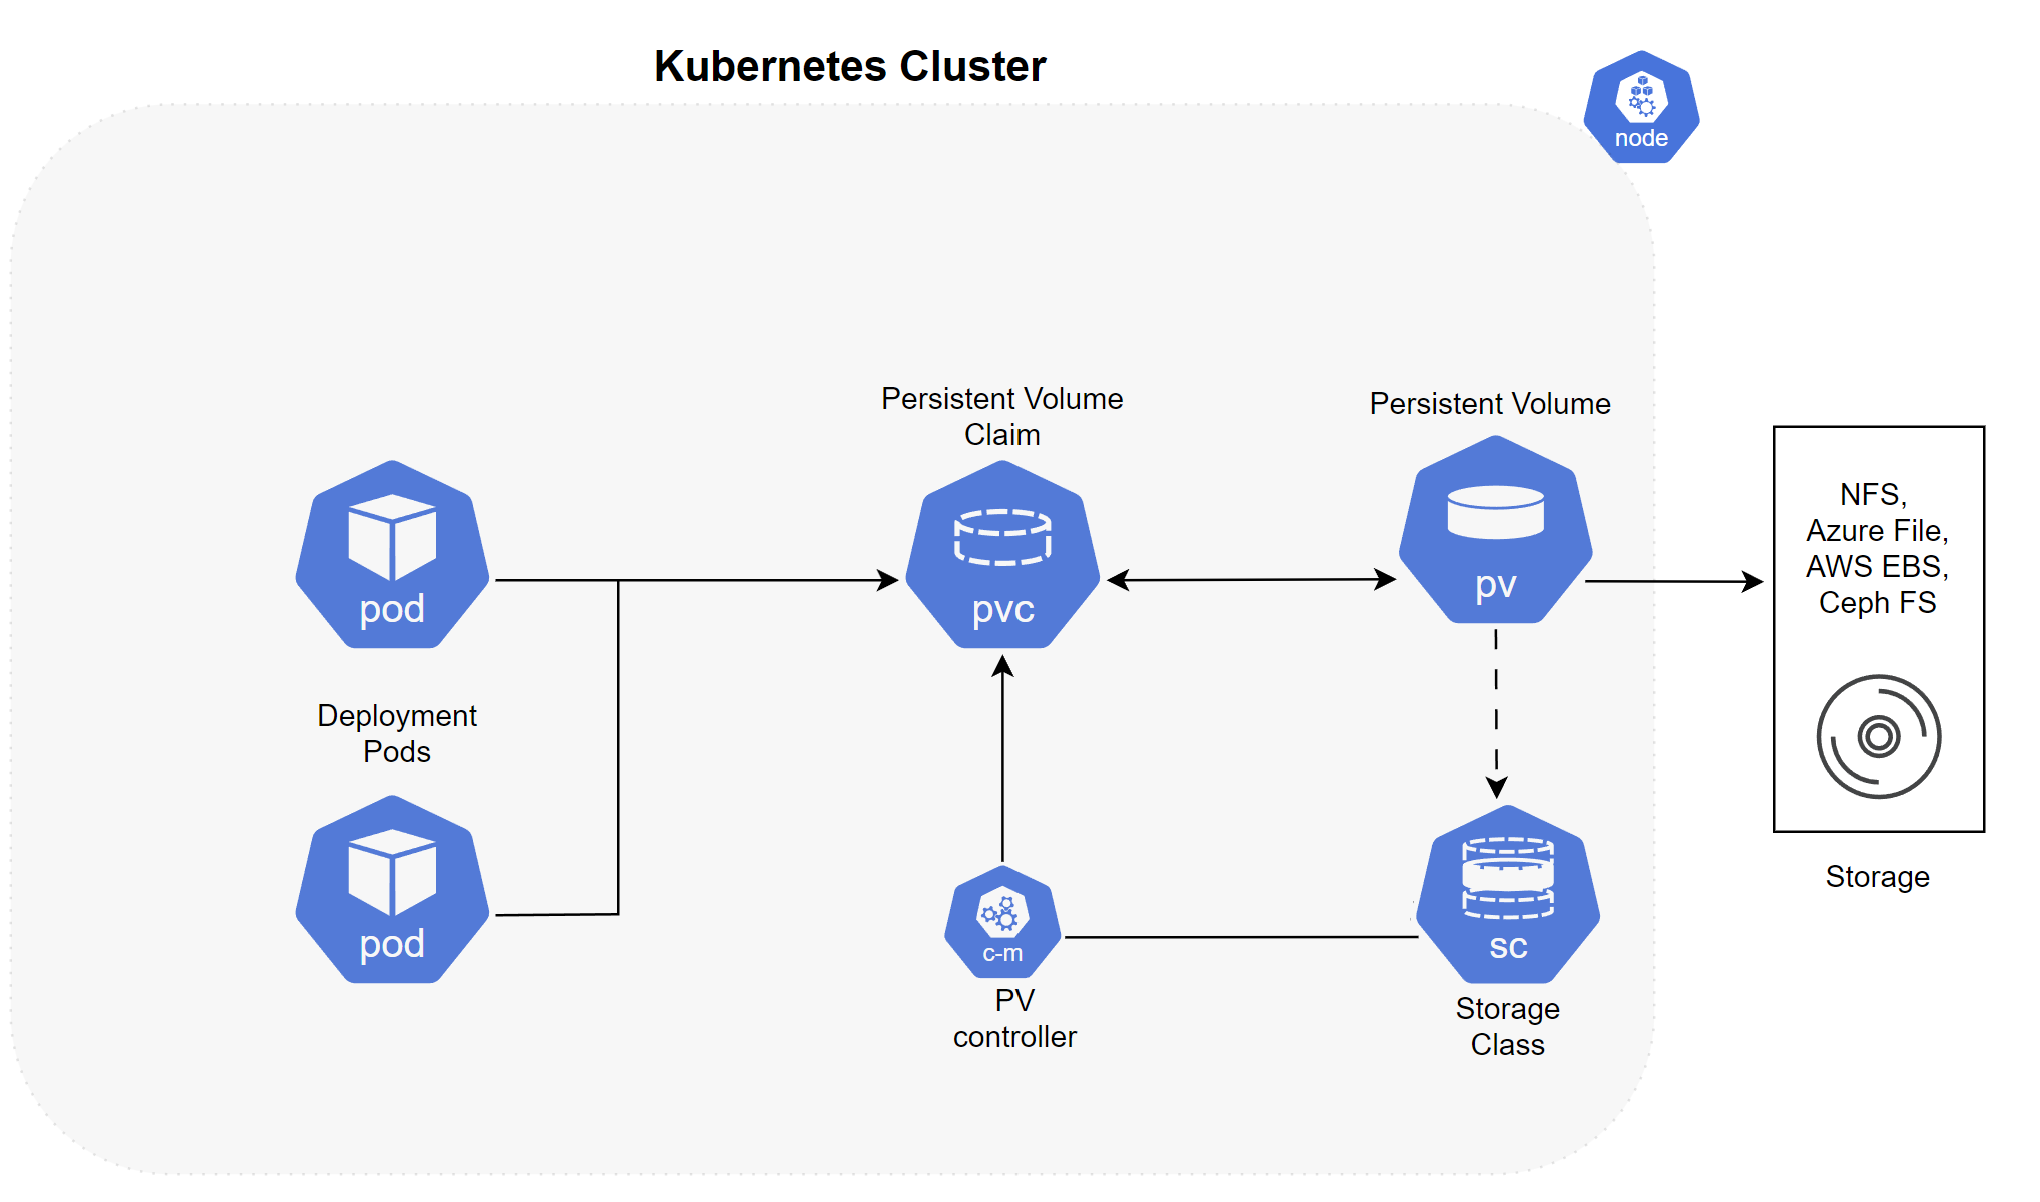 Kubernetes Cluster
node
Persistent Volume
Claim
Persistent Volume
pod
pvc
pv
NFS,
Azure File,
AWS EBS,
Ceph FS
Deployment
Pods
pod
c-m
PV
controller
sc
Storage
Class
Storage